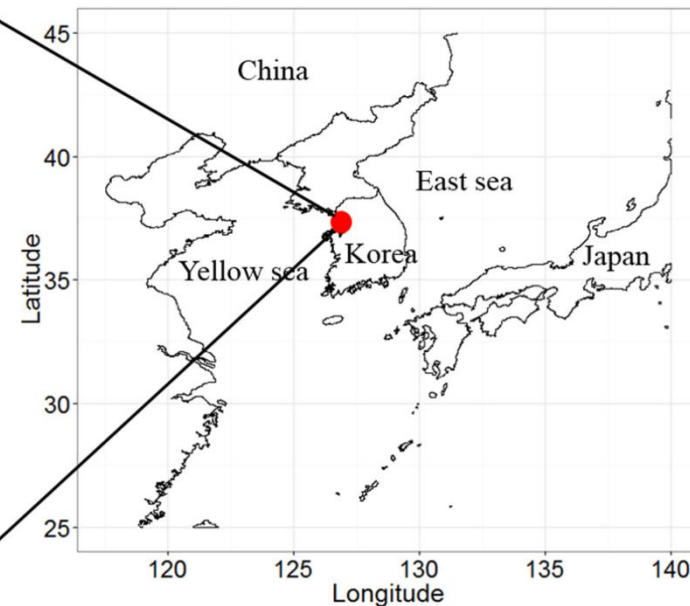 45
China
40
East sea
Korea
Japan
Yellow sea
35
Latitude
30
25
120
125
130
135
140
Longitude